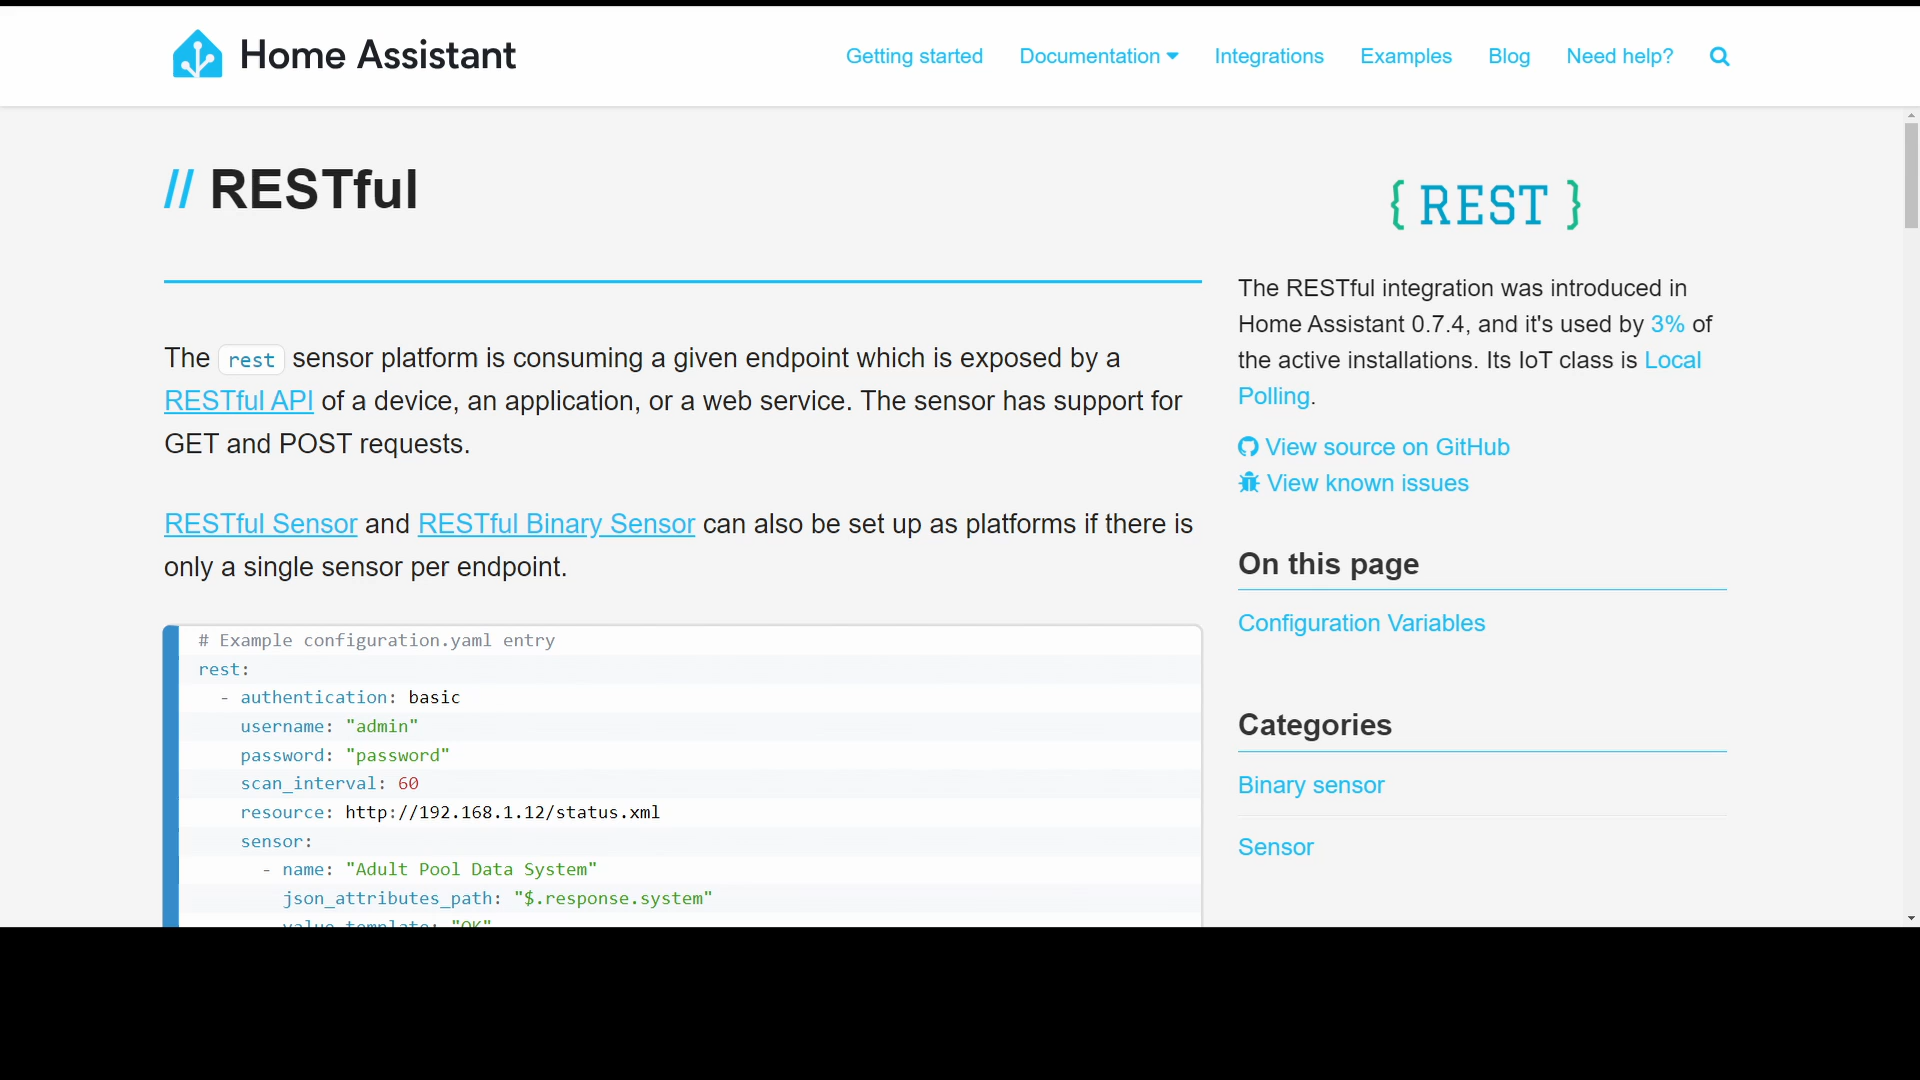 Home Assistant
Getting started Documentation Integrations Examples Blog Need help?
// RESTful
The rest sensor platform is consuming a given endpoint which is exposed by a
RESTful API of a device, an application, or a web service. The sensor has support for
GET and POST requests.
RESTful Sensor and RESTful Binary Sensor can also be set up as platforms if there is
only a single sensor per endpoint.
# Example configuration.yaml entry
rest:
- authentication: basic
username: "admin"
password: "password"
scan_interval: 60
resource: http://192.168.1.12/status.xml
sensor:
- name: "Adult Pool Data System"
json_attributes_path: "$.response.system"
value_template: "OK"
{ REST }
The RESTful integration was introduced in
Home Assistant 0.7.4, and it's used by 3% of
the active installations. Its IoT class is Local
Polling.
View source on GitHub
View known issues
On this page
Configuration Variables
Categories
Binary sensor
Sensor